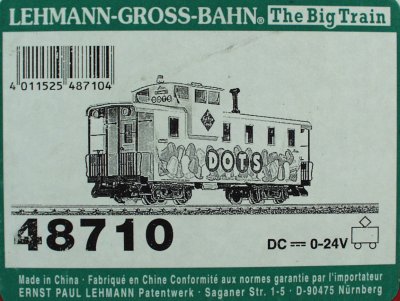 LEHMANN-GROSS-BAHN® The Big Train
4 011525 487104
DOTS
48710
DC 0-24V
Made in China · Fabriqué en Chine Conformité aux normes garantie par l'importateur
ERNST PAUL LEHMANN Patentwerk · Saganer Str. 1-5 · D-90475 Nürnberg